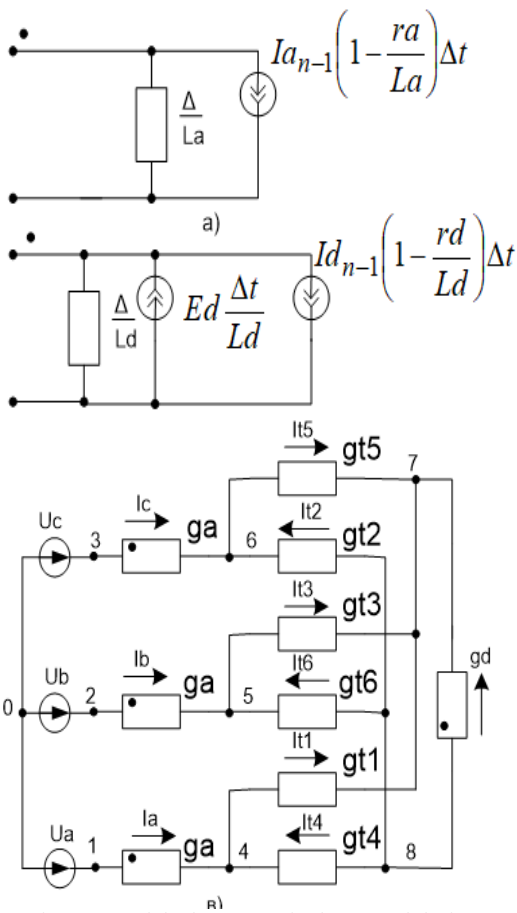 Ia_{n-1}(1 - ra/La)Δt
Δ/La
a)
Id_{n-1}(1 - rd/Ld)Δt
Δ/Ld
Ed Δt/Ld
It5
gt5
7
Uc
3
Ic
ga
6
It2
gt2
It3
gt3
gd
Ub
2
Ib
ga
5
It6
gt6
0
It1
gt1
Ua
1
Ia
ga
4
It4
gt4
8
в)